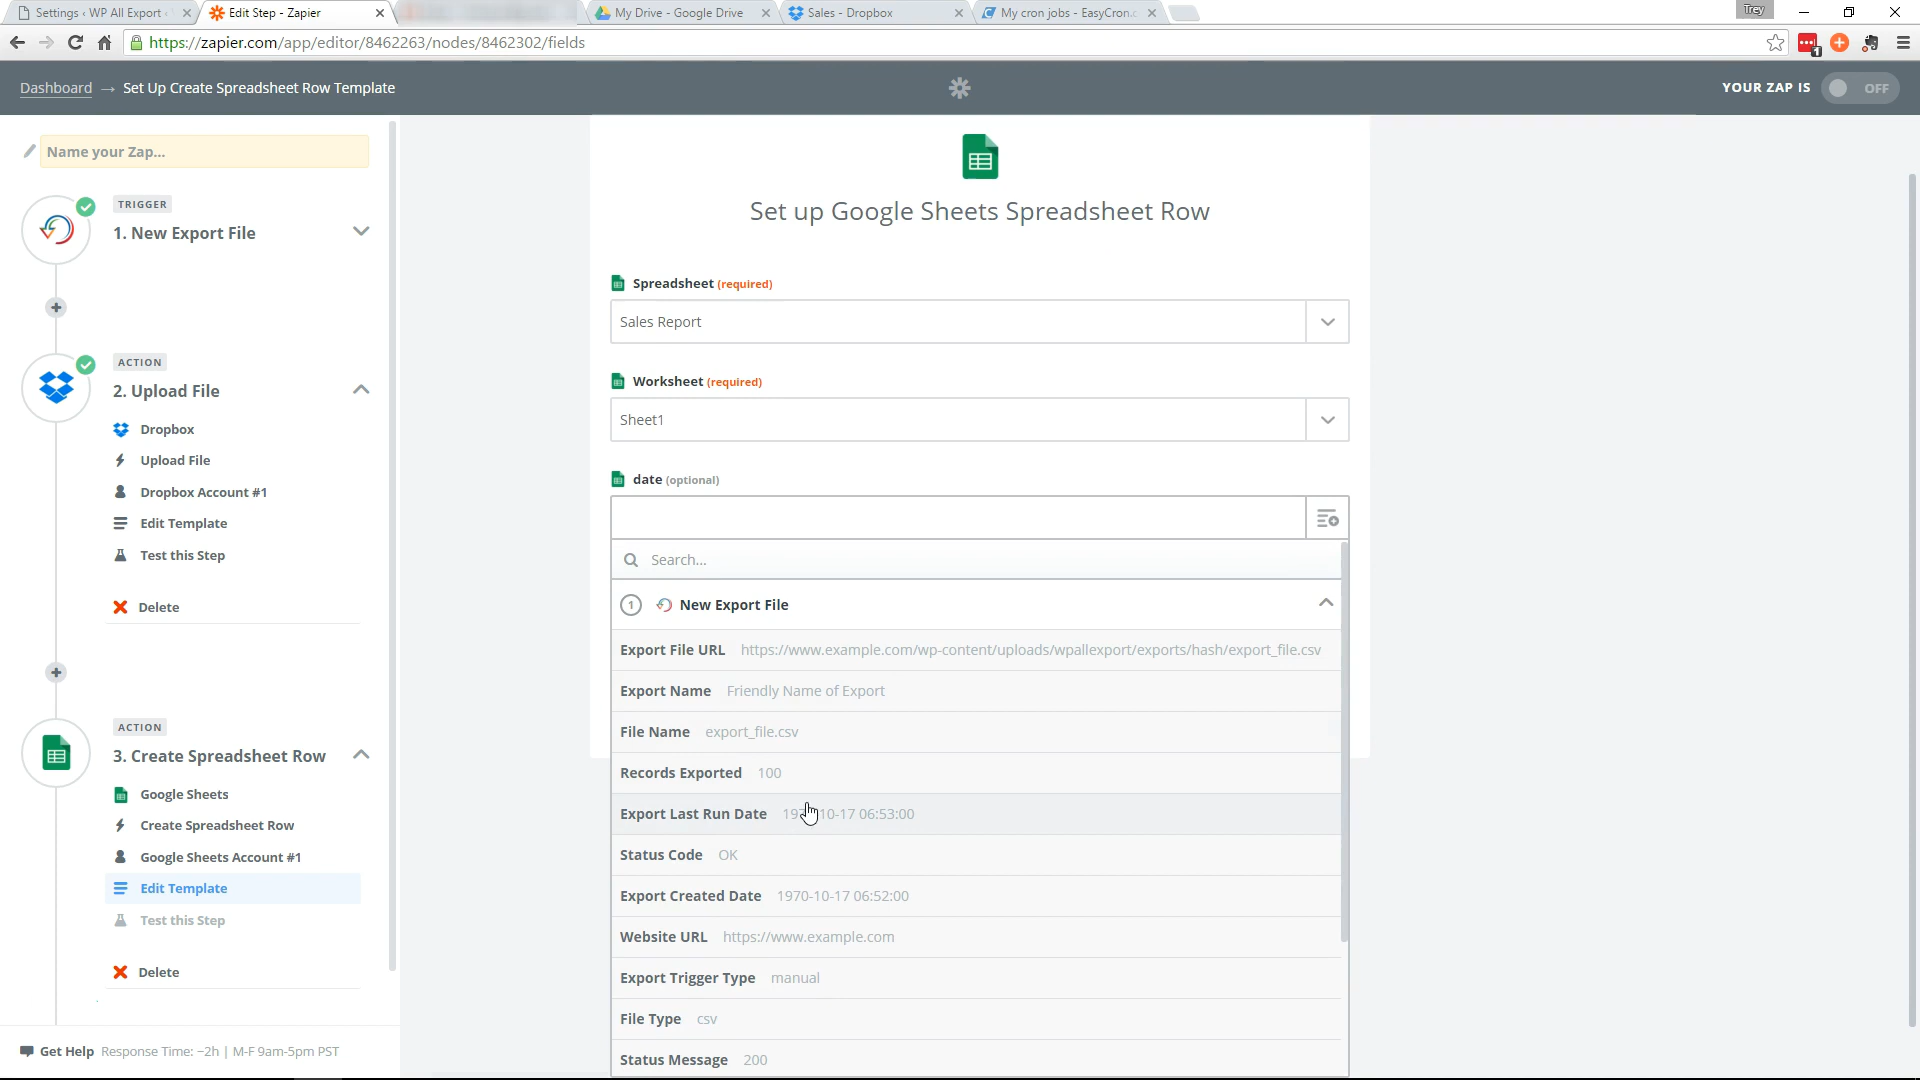 Settings ‹ WP All Export ‹
Edit Step - Zapier
My Drive - Google Drive
Sales - Dropbox
My cron jobs - EasyCron.c
Trey
https://zapier.com/app/editor/8462263/nodes/8462302/fields
1
Dashboard → Set Up Create Spreadsheet Row Template
YOUR ZAP IS
OFF
Name your Zap...
TRIGGER
1. New Export File
ACTION
2. Upload File
Dropbox
Upload File
Dropbox Account #1
Edit Template
Test this Step
Delete
ACTION
3. Create Spreadsheet Row
Google Sheets
Create Spreadsheet Row
Google Sheets Account #1
Edit Template
Test this Step
Delete
Get Help Response Time: ~2h | M-F 9am-5pm PST
Set up Google Sheets Spreadsheet Row
Spreadsheet (required)
Sales Report
Worksheet (required)
Sheet1
date (optional)
Search...
1 New Export File
Export File URL https://www.example.com/wp-content/uploads/wpallexport/exports/hash/export_file.csv
Export Name Friendly Name of Export
File Name export_file.csv
Records Exported 100
Export Last Run Date 10-17 06:53:00
Status Code OK
Export Created Date 1970-10-17 06:52:00
Website URL https://www.example.com
Export Trigger Type manual
File Type csv
Status Message 200